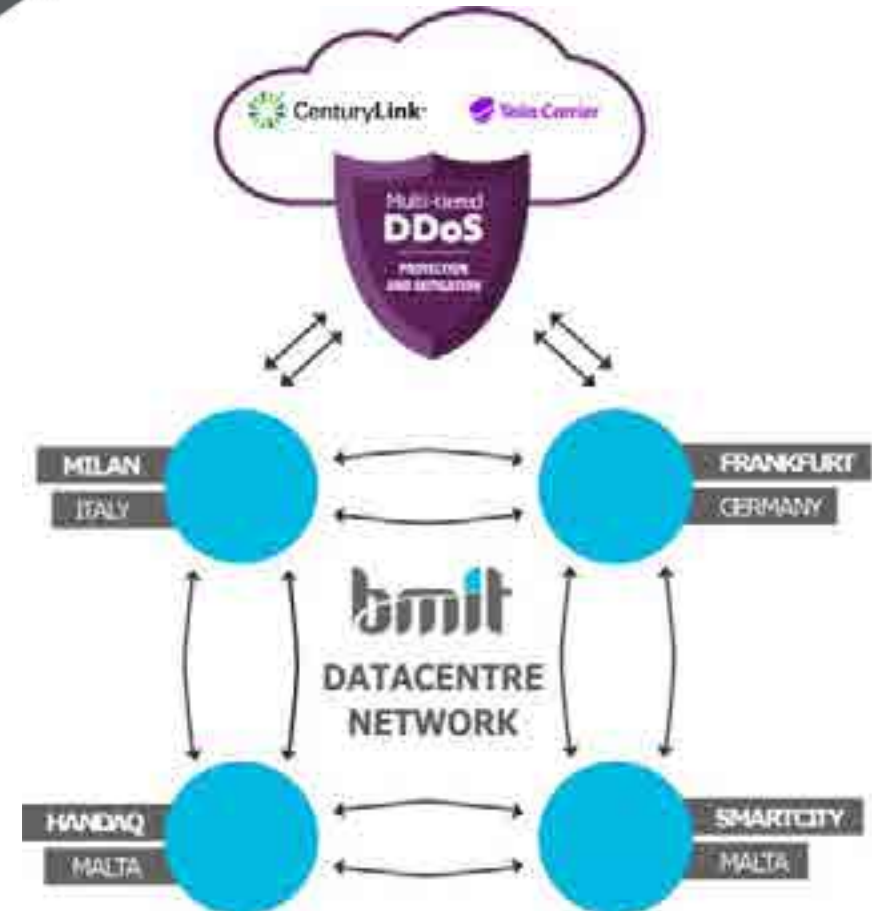 CenturyLink
Telia Carrier
Multi-tiered
DDoS
PROTECTION
AND MITIGATION
MILAN
ITALY
FRANKFURT
GERMANY
bmit
DATACENTRE
NETWORK
HANDAQ
MALTA
SMARTCITY
MALTA